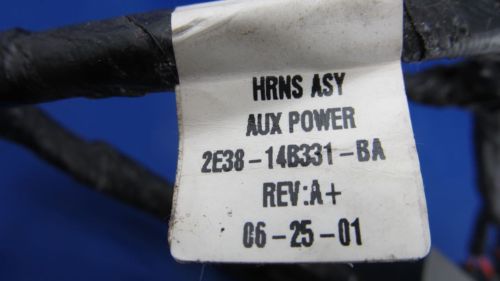 HRNS ASY
AUX POWER
2E38-14B331-BA
REV:A+
06-25-01